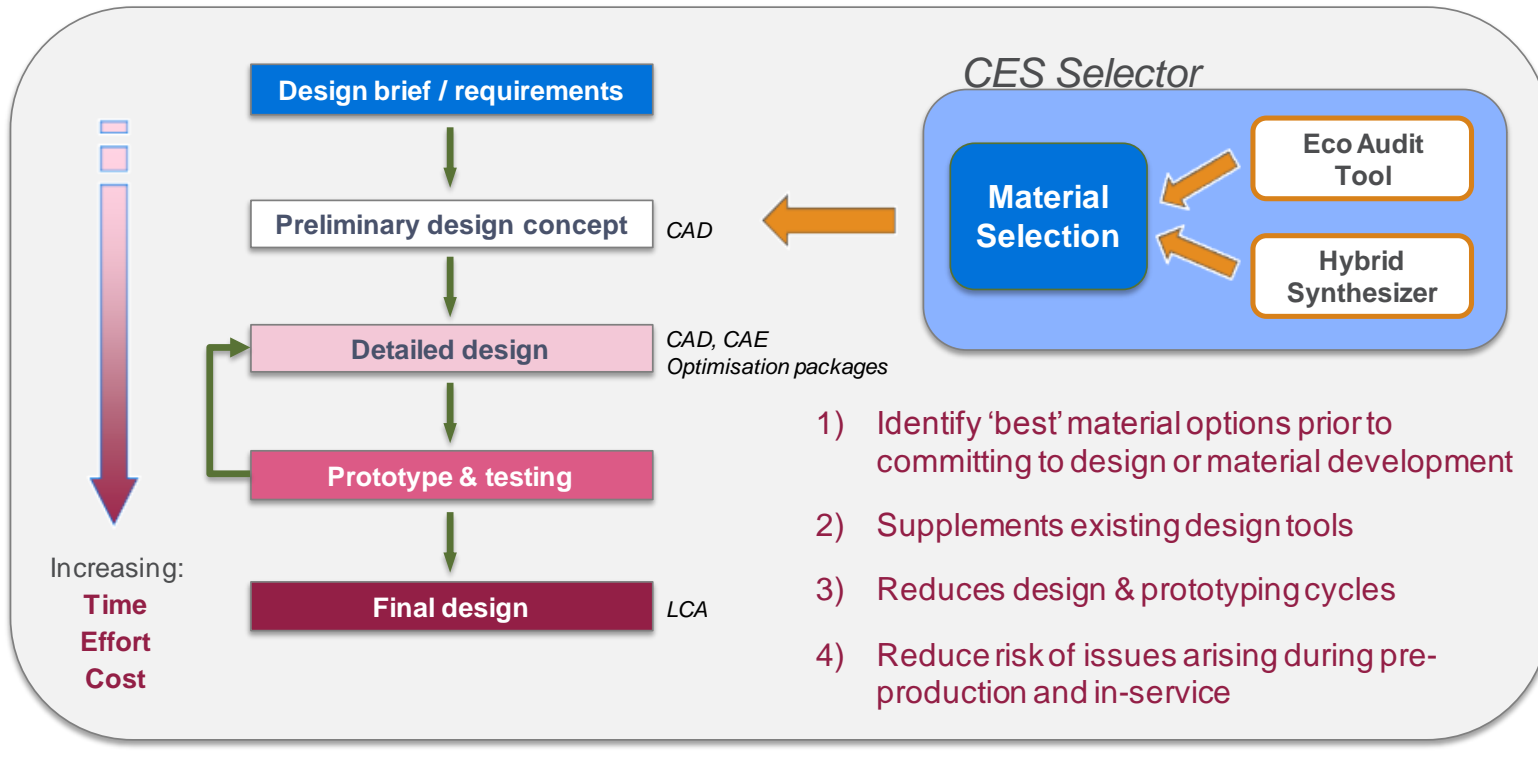 Design brief / requirements
Preliminary design concept
CAD
Detailed design
CAD, CAE
Optimisation packages
Prototype & testing
Final design
LCA
Increasing:
Time
Effort
Cost
CES Selector
Material
Selection
Eco Audit
Tool
Hybrid
Synthesizer
1) Identify ‘best’ material options prior to
committing to design or material development
2) Supplements existing design tools
3) Reduces design & prototyping cycles
4) Reduce risk of issues arising during pre-
production and in-service